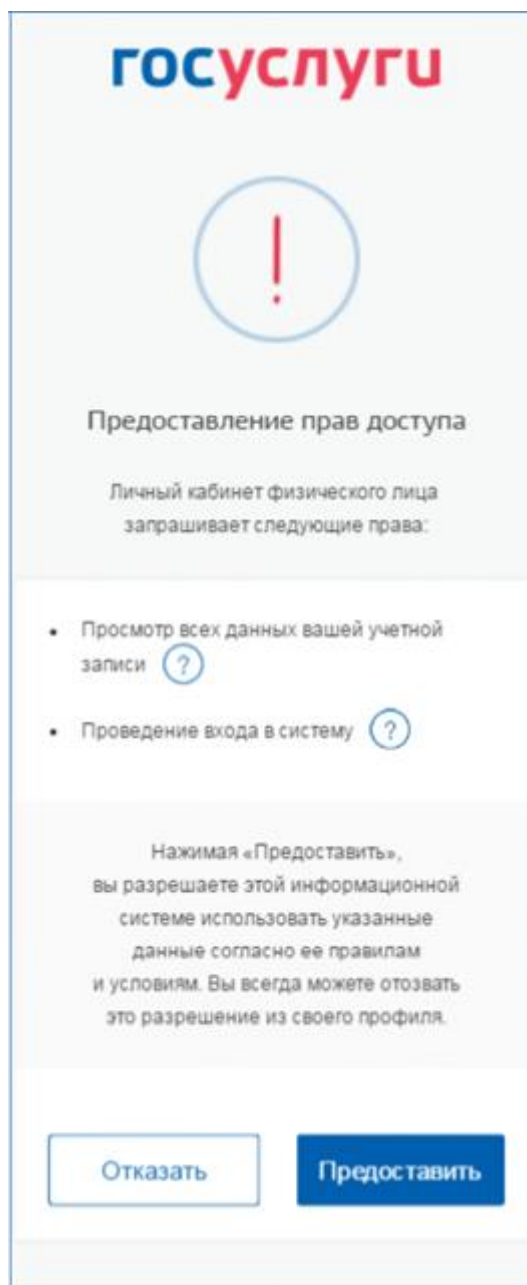 госуслуги
!
Предоставление прав доступа
Личный кабинет физического лица
запрашивает следующие права:
• Просмотр всех данных вашей учетной
записи ?
• Проведение входа в систему ?
Нажимая «Предоставить»,
вы разрешаете этой информационной
системе использовать указанные
данные согласно ее правилам
и условиям. Вы всегда можете отозвать
это разрешение из своего профиля.
Отказать Предоставить